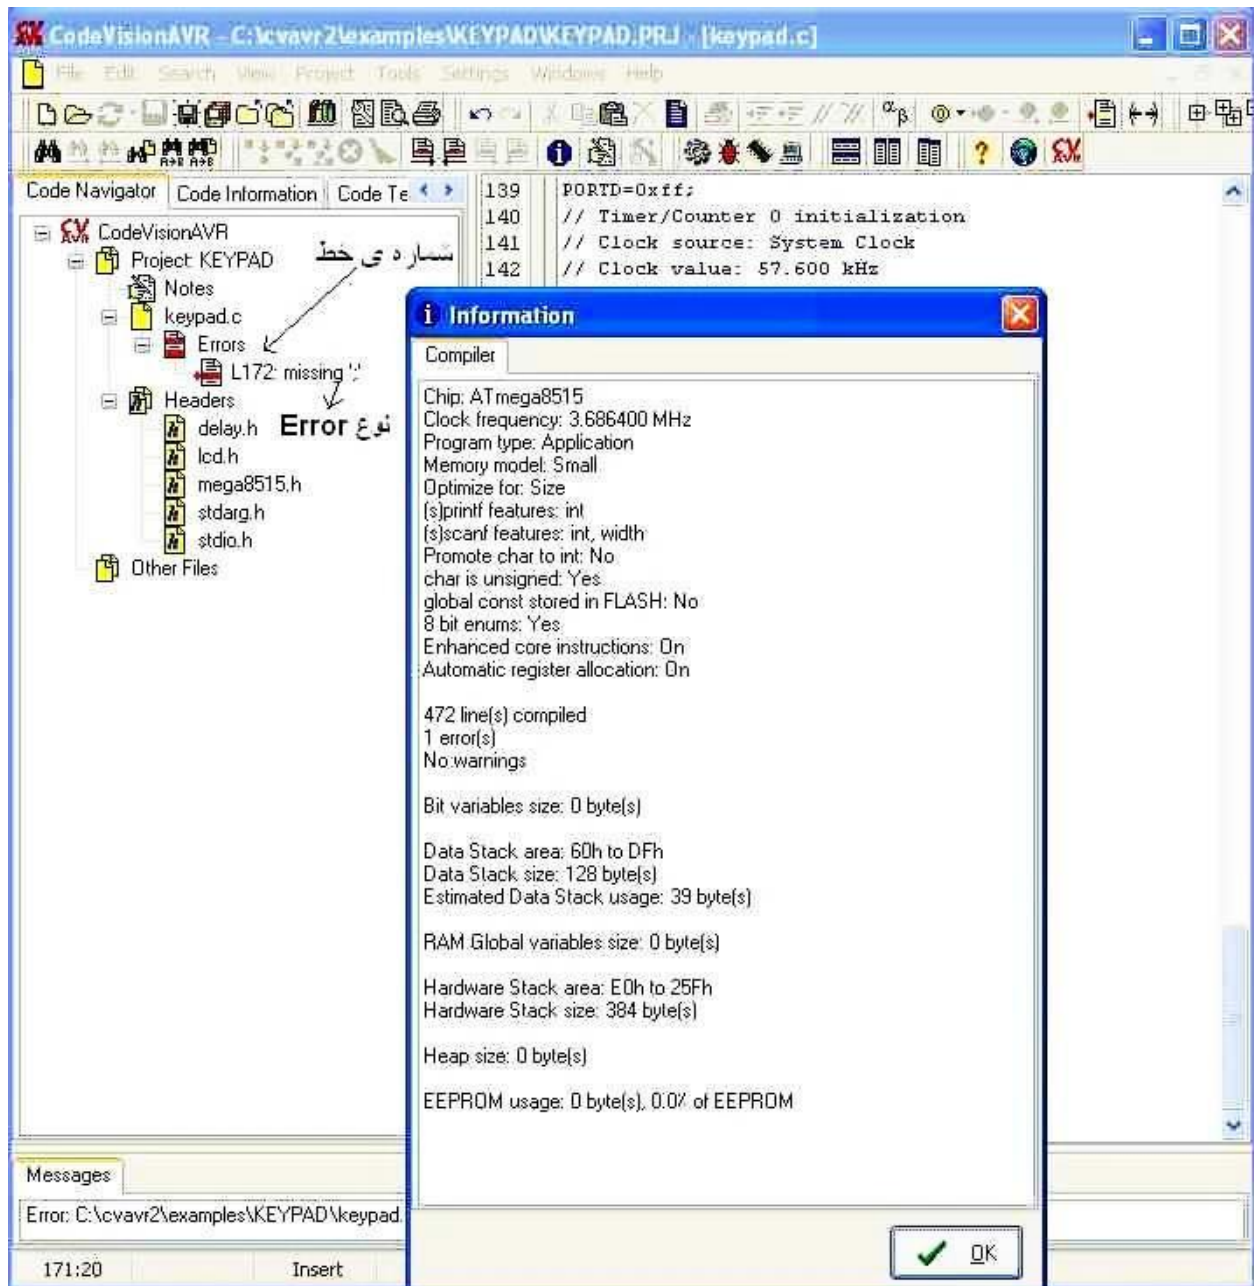 CodeVisionAVR - C:\cvavr2\examples\KEYPAD\KEYPAD.PRJ - [keypad.c]
File Edit Search View Project Tools Settings Windows Help
Code Navigator Code Information Code Te
CodeVisionAVR
Project: KEYPAD
Notes
keypad.c
Errors
L172: missing ';'
Headers
delay.h
lcd.h
mega8515.h
stdarg.h
stdio.h
Other Files
شماره ی خط
نوع Error
139 PORTD=0xff;
140 // Timer/Counter 0 initialization
141 // Clock source: System Clock
142 // Clock value: 57.600 kHz
Information
Compiler
Chip: ATmega8515
Clock frequency: 3.686400 MHz
Program type: Application
Memory model: Small
Optimize for: Size
(s)printf features: int
(s)scanf features: int, width
Promote char to int: No
char is unsigned: Yes
global const stored in FLASH: No
8 bit enums: Yes
Enhanced core instructions: On
Automatic register allocation: On
472 line(s) compiled
1 error(s)
No warnings
Bit variables size: 0 byte(s)
Data Stack area: 60h to DFh
Data Stack size: 128 byte(s)
Estimated Data Stack usage: 39 byte(s)
RAM Global variables size: 0 byte(s)
Hardware Stack area: E0h to 25Fh
Hardware Stack size: 384 byte(s)
Heap size: 0 byte(s)
EEPROM usage: 0 byte(s), 0.0% of EEPROM
OK
Messages
Error: C:\cvavr2\examples\KEYPAD\keypad.
171:20 Insert